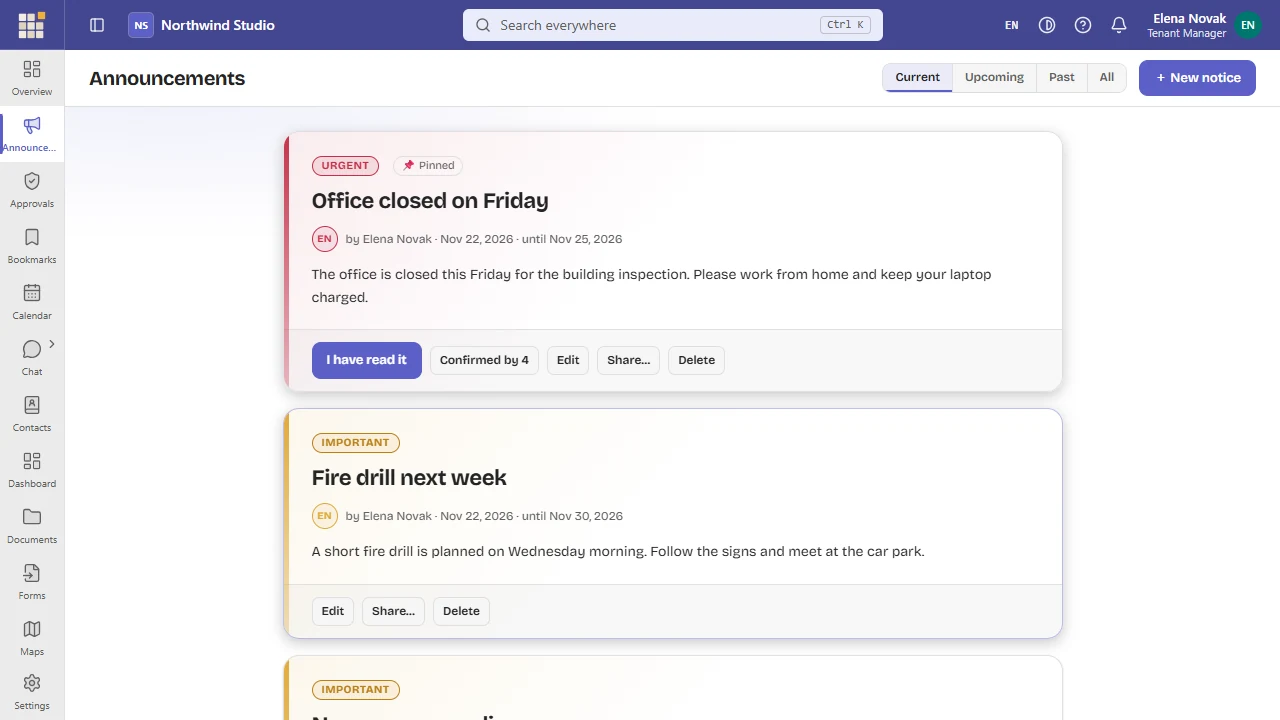 NS Northwind Studio
Search everywhere
Ctrl K
EN
Elena Novak
Tenant Manager
EN
Overview
Announce...
Approvals
Bookmarks
Calendar
Chat
Contacts
Dashboard
Documents
Forms
Maps
Settings
Announcements
Current
Upcoming
Past
All
+ New notice
URGENT
Pinned
Office closed on Friday
EN
by Elena Novak · Nov 22, 2026 · until Nov 25, 2026
The office is closed this Friday for the building inspection. Please work from home and keep your laptop
charged.
I have read it
Confirmed by 4
Edit
Share...
Delete
IMPORTANT
Fire drill next week
EN
by Elena Novak · Nov 22, 2026 · until Nov 30, 2026
A short fire drill is planned on Wednesday morning. Follow the signs and meet at the car park.
Edit
Share...
Delete
IMPORTANT